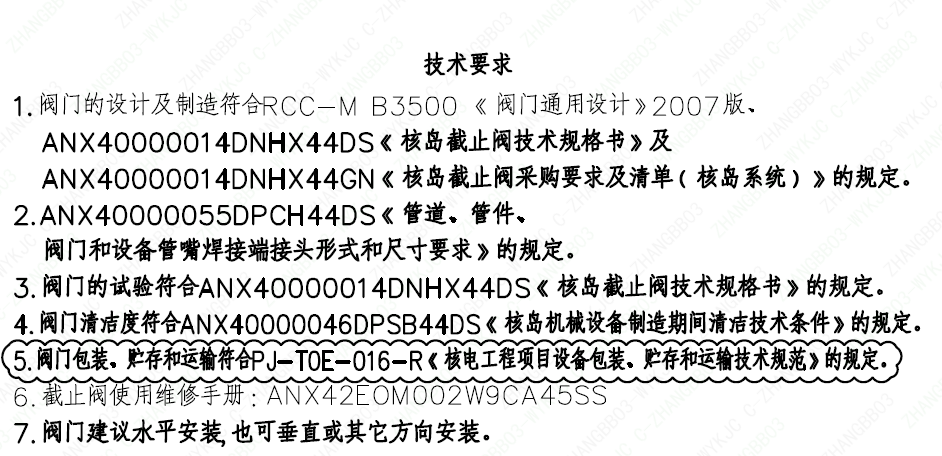 技术要求
1. 阀门的设计及制造符合RCC-M B3500 《阀门通用设计》2007版、
ANX40000014DNHX44DS《核岛截止阀技术规格书》及
ANX40000014DNHX44GN《核岛截止阀采购要求及清单(核岛系统)》的规定。
2.ANX40000055DPCH44DS《管道、管件、
阀门和设备管嘴焊接端接头形式和尺寸要求》的规定。
3. 阀门的试验符合ANX40000014DNHX44DS《核岛截止阀技术规格书》的规定。
4. 阀门清洁度符合ANX40000046DPSB44DS《核岛机械设备制造期间清洁技术条件》的规定。
5. 阀门包装、贮存和运输符合PJ-TOE-016-R《核电工程项目设备包装、贮存和运输技术规范》的规定。
6. 截止阀使用维修手册: ANX42EOM002W9CA45SS
7. 阀门建议水平安装,也可垂直或其它方向安装。